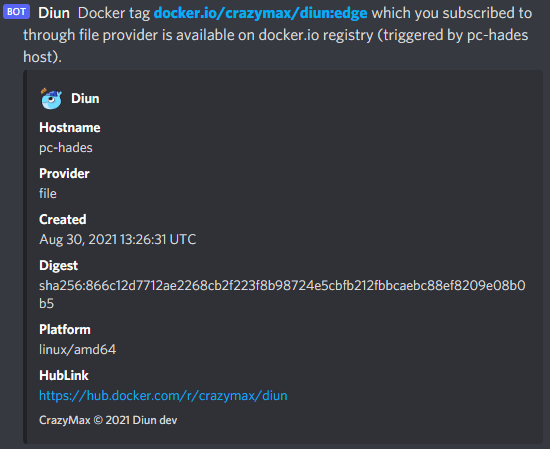 BOT Diun Docker tag docker.io/crazymax/diun:edge which you subscribed to
through file provider is available on docker.io registry (triggered by pc-hades
host).
Diun
Hostname
pc-hades
Provider
file
Created
Aug 30, 2021 13:26:31 UTC
Digest
sha256:866c12d7712ae2268cb2f223f8b98724e5cbfb212fbbcaebc88ef8209e08b0
b5
Platform
linux/amd64
HubLink
https://hub.docker.com/r/crazymax/diun
CrazyMax © 2021 Diun dev